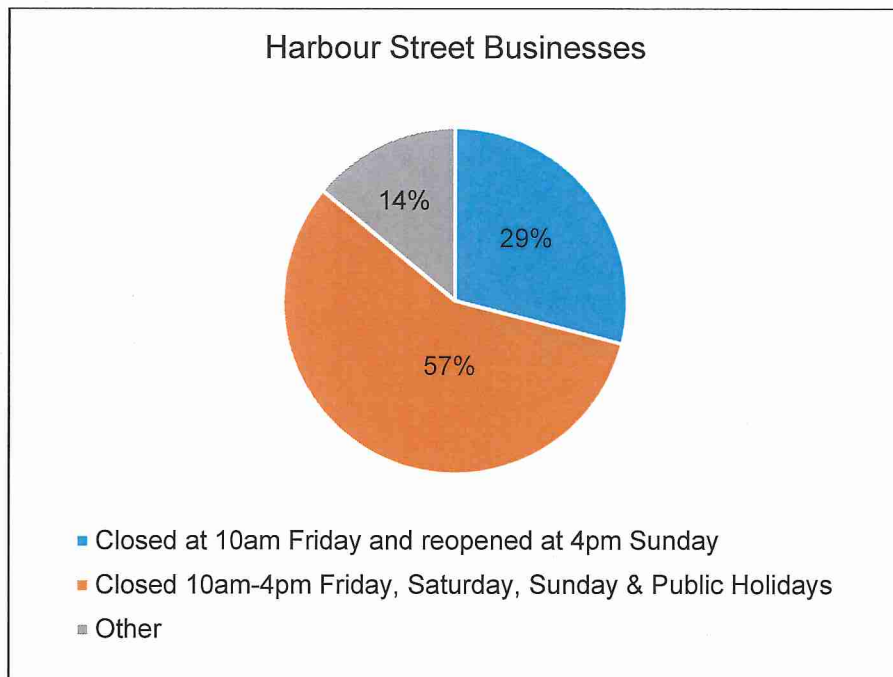 Harbour Street Businesses
14%
29%
57%
Closed at 10am Friday and reopened at 4pm Sunday
Closed 10am-4pm Friday, Saturday, Sunday & Public Holidays
Other